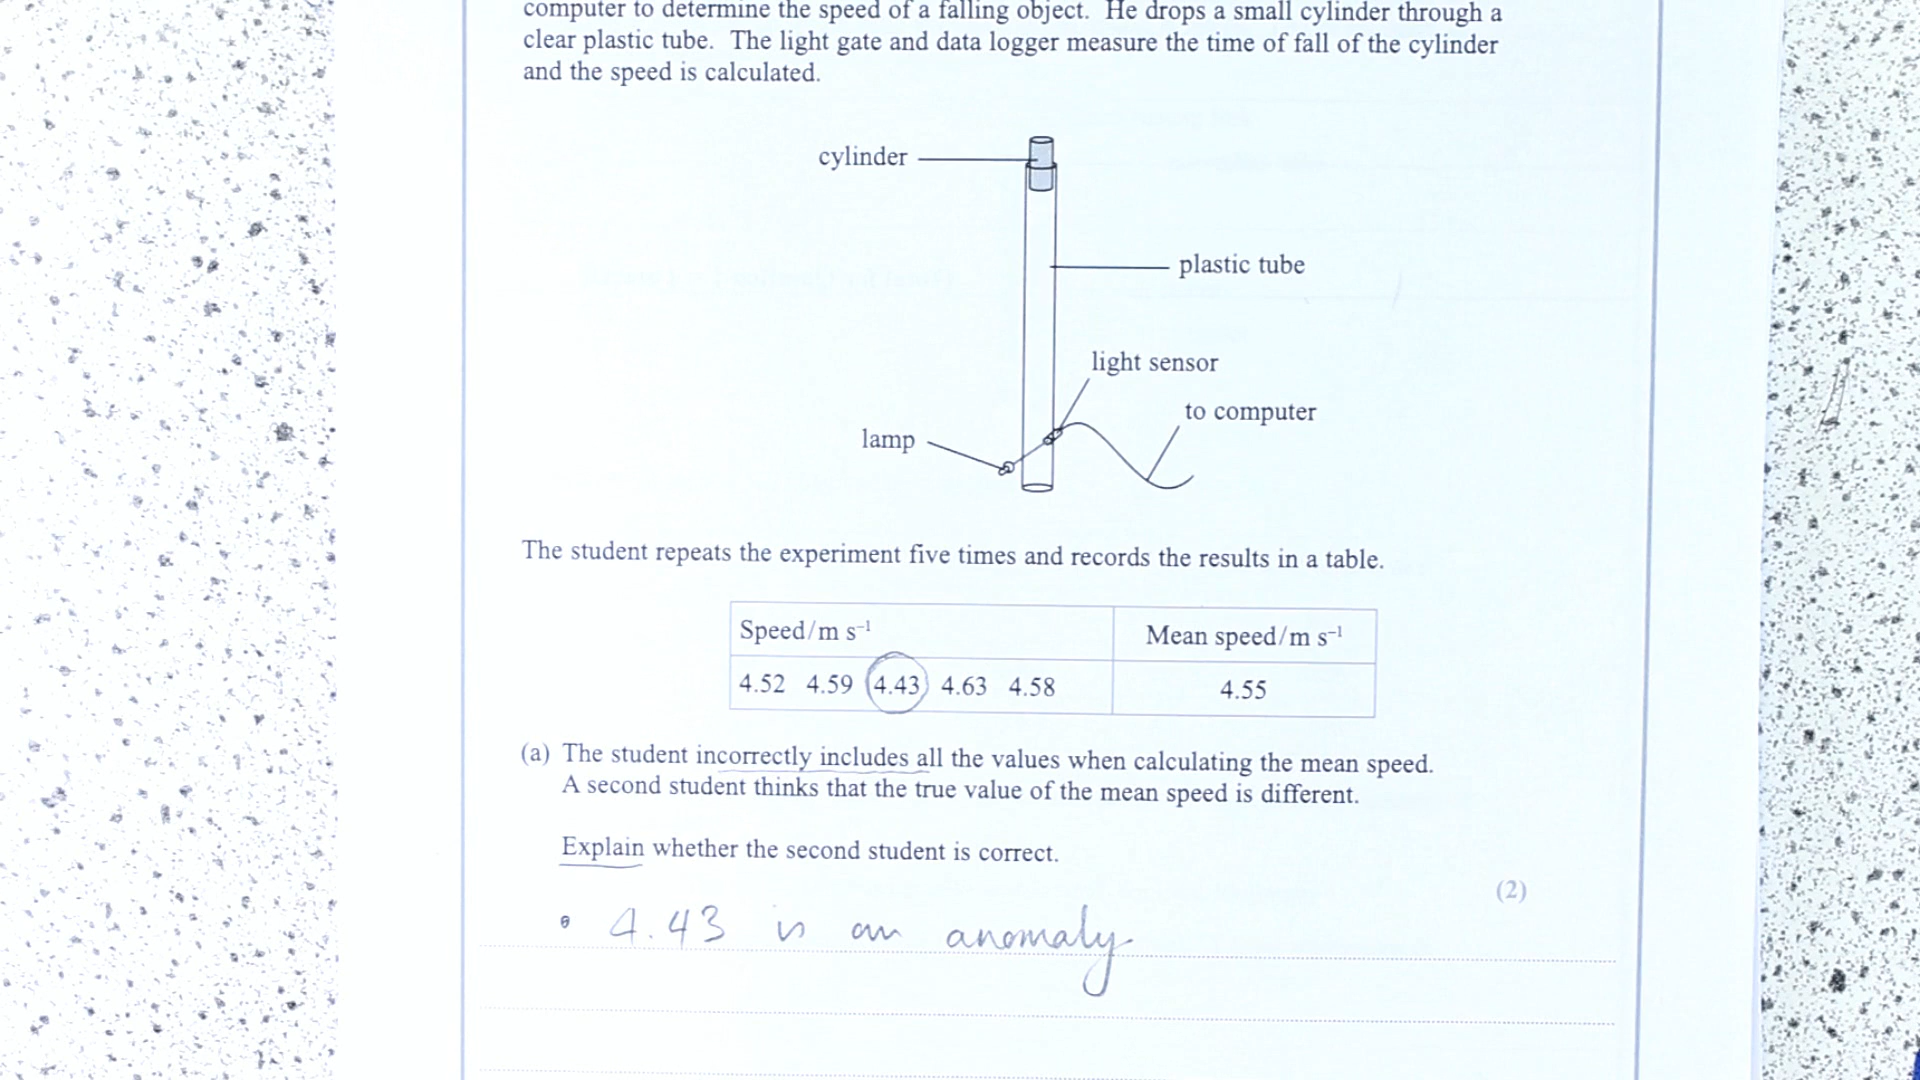 computer to determine the speed of a falling object. He drops a small cylinder through a
clear plastic tube. The light gate and data logger measure the time of fall of the cylinder
and the speed is calculated.
cylinder
plastic tube
light sensor
to computer
lamp
The student repeats the experiment five times and records the results in a table.
Speed/m s⁻¹ Mean speed/m s⁻¹
4.52 4.59 4.43 4.63 4.58 4.55
(a) The student incorrectly includes all the values when calculating the mean speed.
A second student thinks that the true value of the mean speed is different.
Explain whether the second student is correct.
(2)
• 4.43 is an anomaly